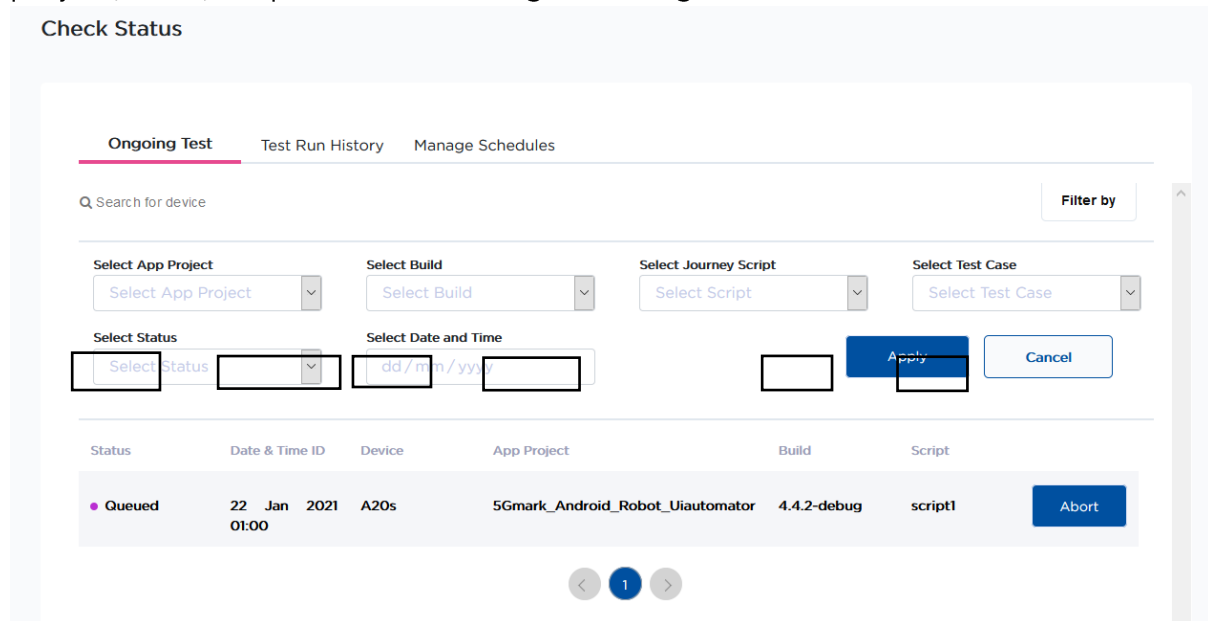 Check Status
Ongoing Test Test Run History Manage Schedules
Search for device Filter by
Select App Project Select Build Select Journey Script Select Test Case
Select App Project Select Build Select Script Select Test Case
Select Status Select Date and Time
Select Status dd/mm/yyyy Apply Cancel
Status Date & Time ID Device App Project Build Script
Queued 22 Jan 2021 A20s 5Gmark_Android_Robot_Uiautomator 4.4.2-debug script1 Abort
01:00
1